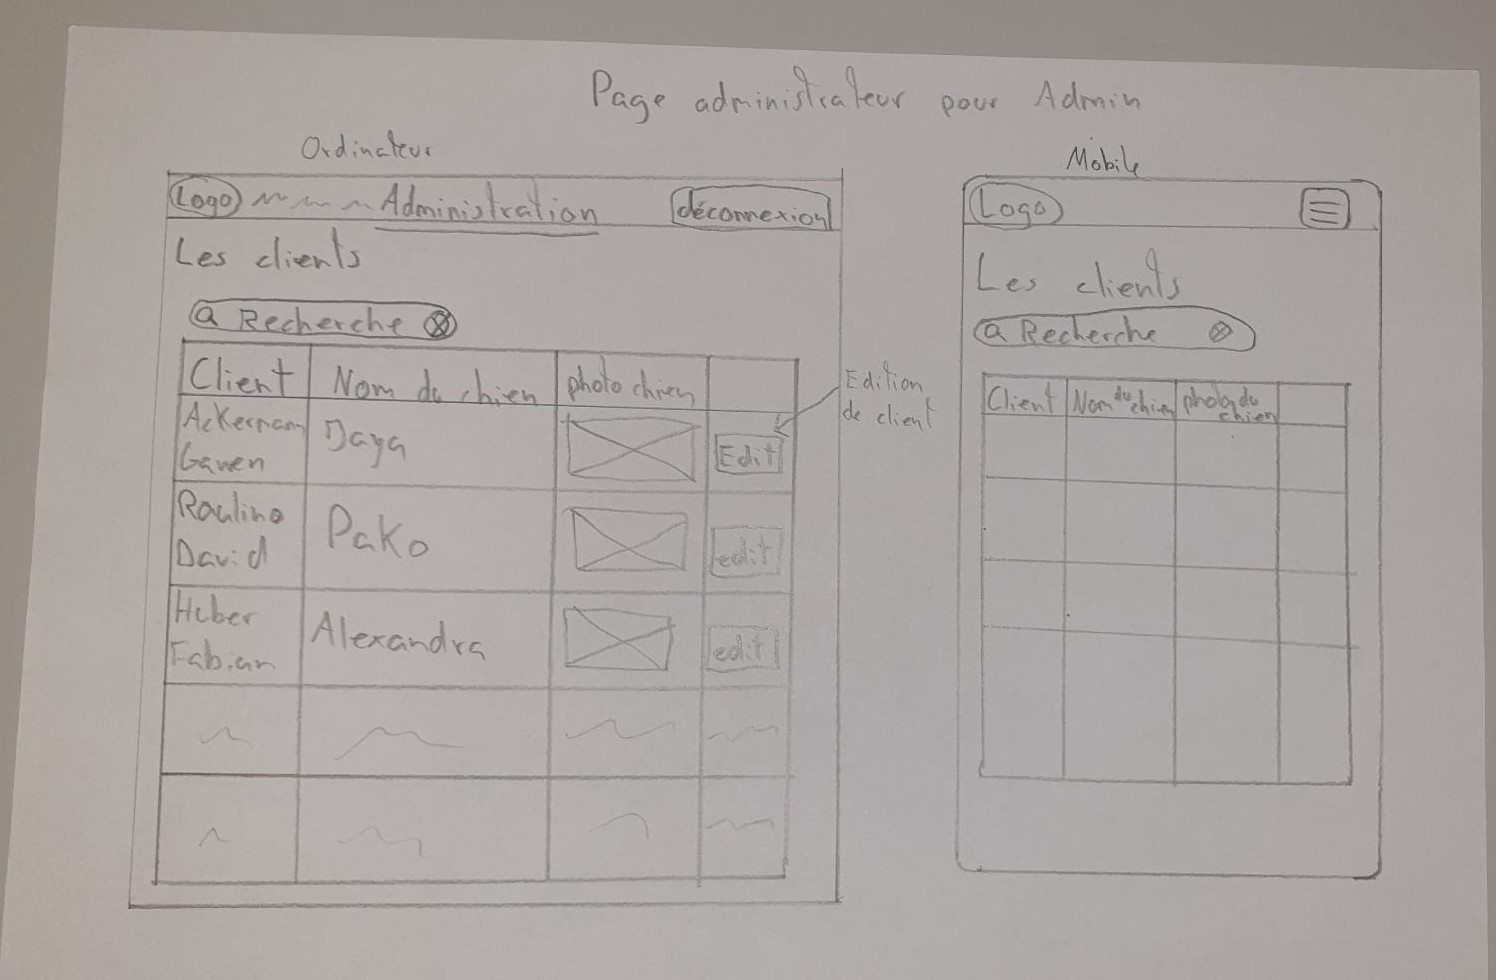 Page administrateur pour Admin
Ordinateur
Logo Administration déconnexion
Les clients
Recherche
Client Nom du chien photo chien
Ackerman Gawen
Daya
Edit
Edition de client
Raulino David
Pako
edit
Huber Fabian
Alexandra
edit
Mobile
Logo
Les clients
Recherche
Client Nom du chien photo du chien